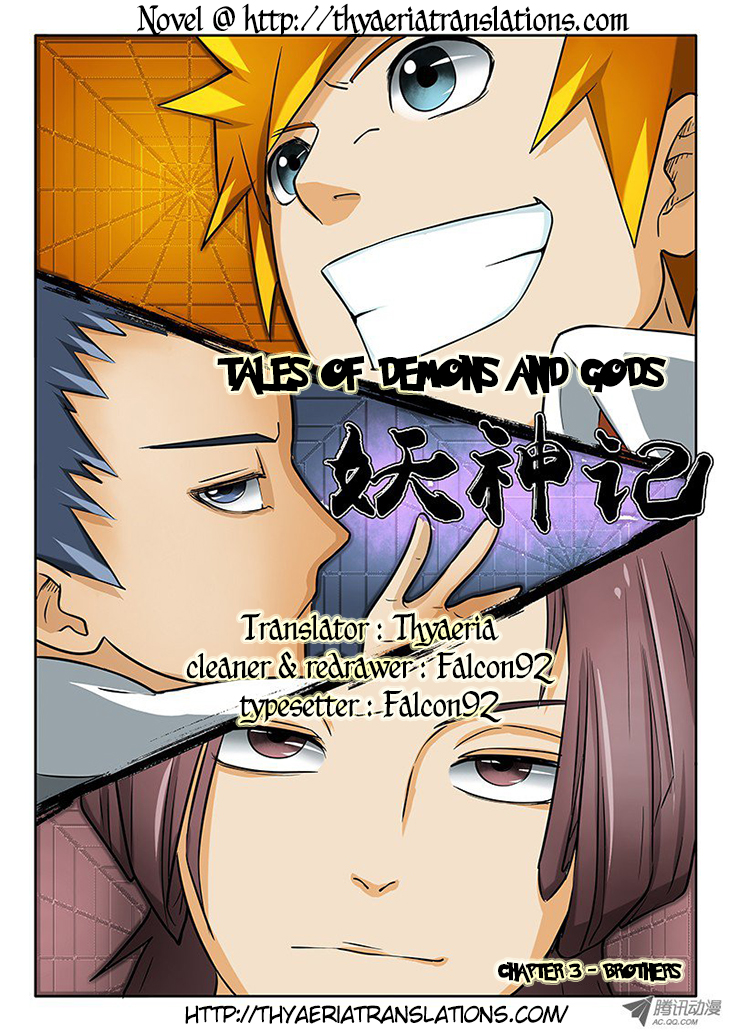 Novel @ http://thyaeriatranslations.com
TALES OF DEMONS AND GODS
妖神记
Translator : Thyaeria
cleaner & redrawer : Falcon92
typesetter : Falcon92
CHAPTER 3 - BROTHERS
HTTP://THYAERIATRANSLATIONS.COM/
腾讯动漫
AC.QQ.COM